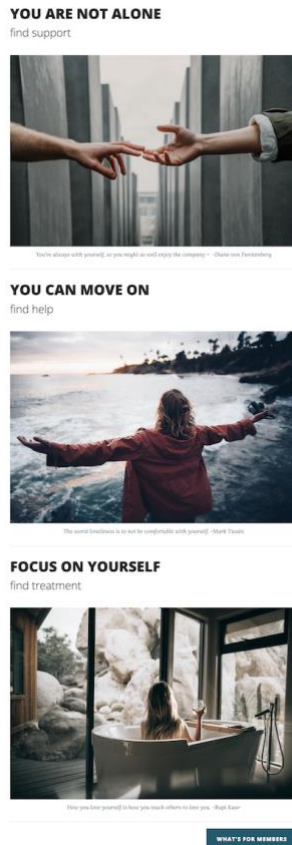 YOU ARE NOT ALONE
find support
You're always with yourself, so you might as well enjoy the company ~ -Diane von Furstenberg
YOU CAN MOVE ON
find help
The worst loneliness is to not be comfortable with yourself. -Mark Twain
FOCUS ON YOURSELF
find treatment
How you love yourself is how you teach others to love you. -Rupi Kaur
WHAT'S FOR MEMBERS